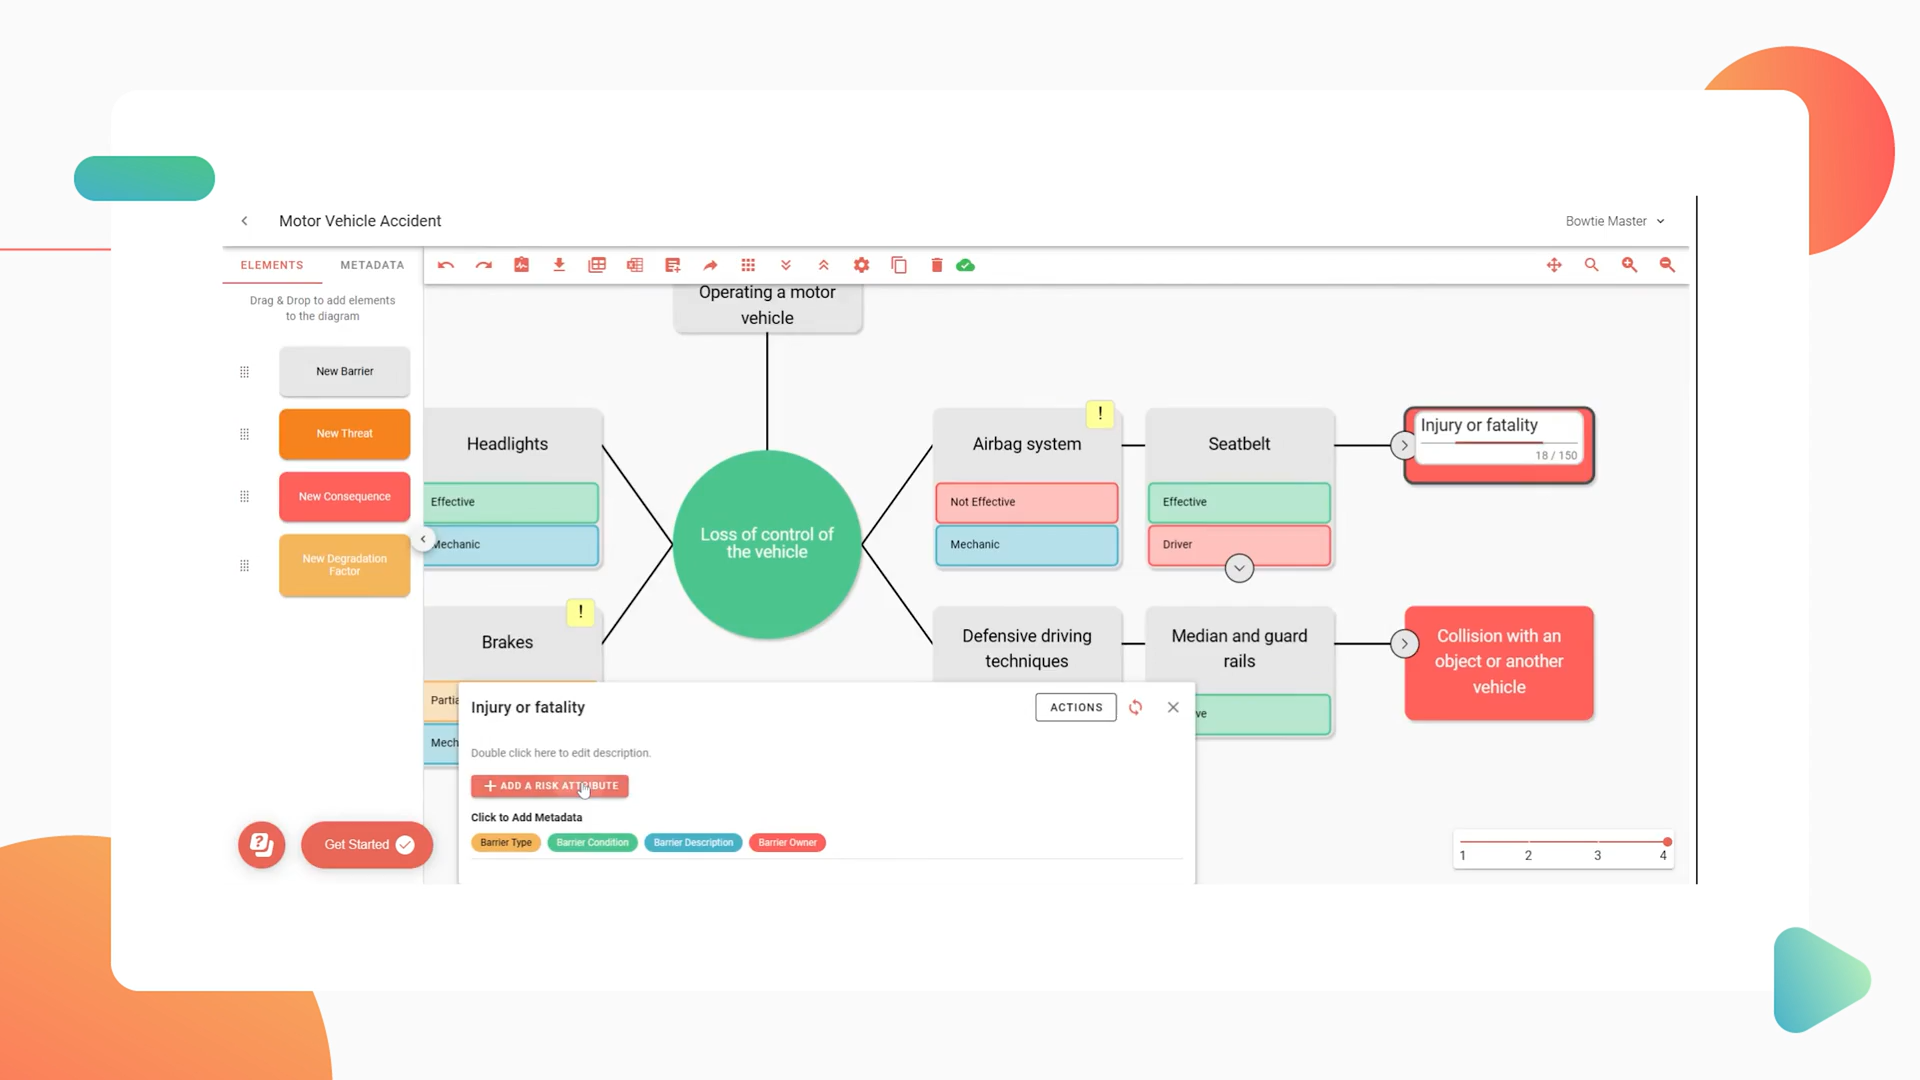 Motor Vehicle Accident
Bowtie Master
ELEMENTS
METADATA
Drag & Drop to add elements
to the diagram
New Barrier
New Threat
New Consequence
New Degradation
Factor
Get Started
Operating a motor
vehicle
Headlights
Effective
Mechanic
Loss of control of
the vehicle
!
Airbag system
Not Effective
Mechanic
Seatbelt
Effective
Driver
Injury or fatality
18 / 150
!
Brakes
Partia
Mech
Defensive driving
techniques
Median and guard
rails
ve
Collision with an
object or another
vehicle
Injury or fatality
ACTIONS
Double click here to edit description.
+ ADD A RISK ATTRIBUTE
Click to Add Metadata
Barrier Type
Barrier Condition
Barrier Description
Barrier Owner
1 2 3 4